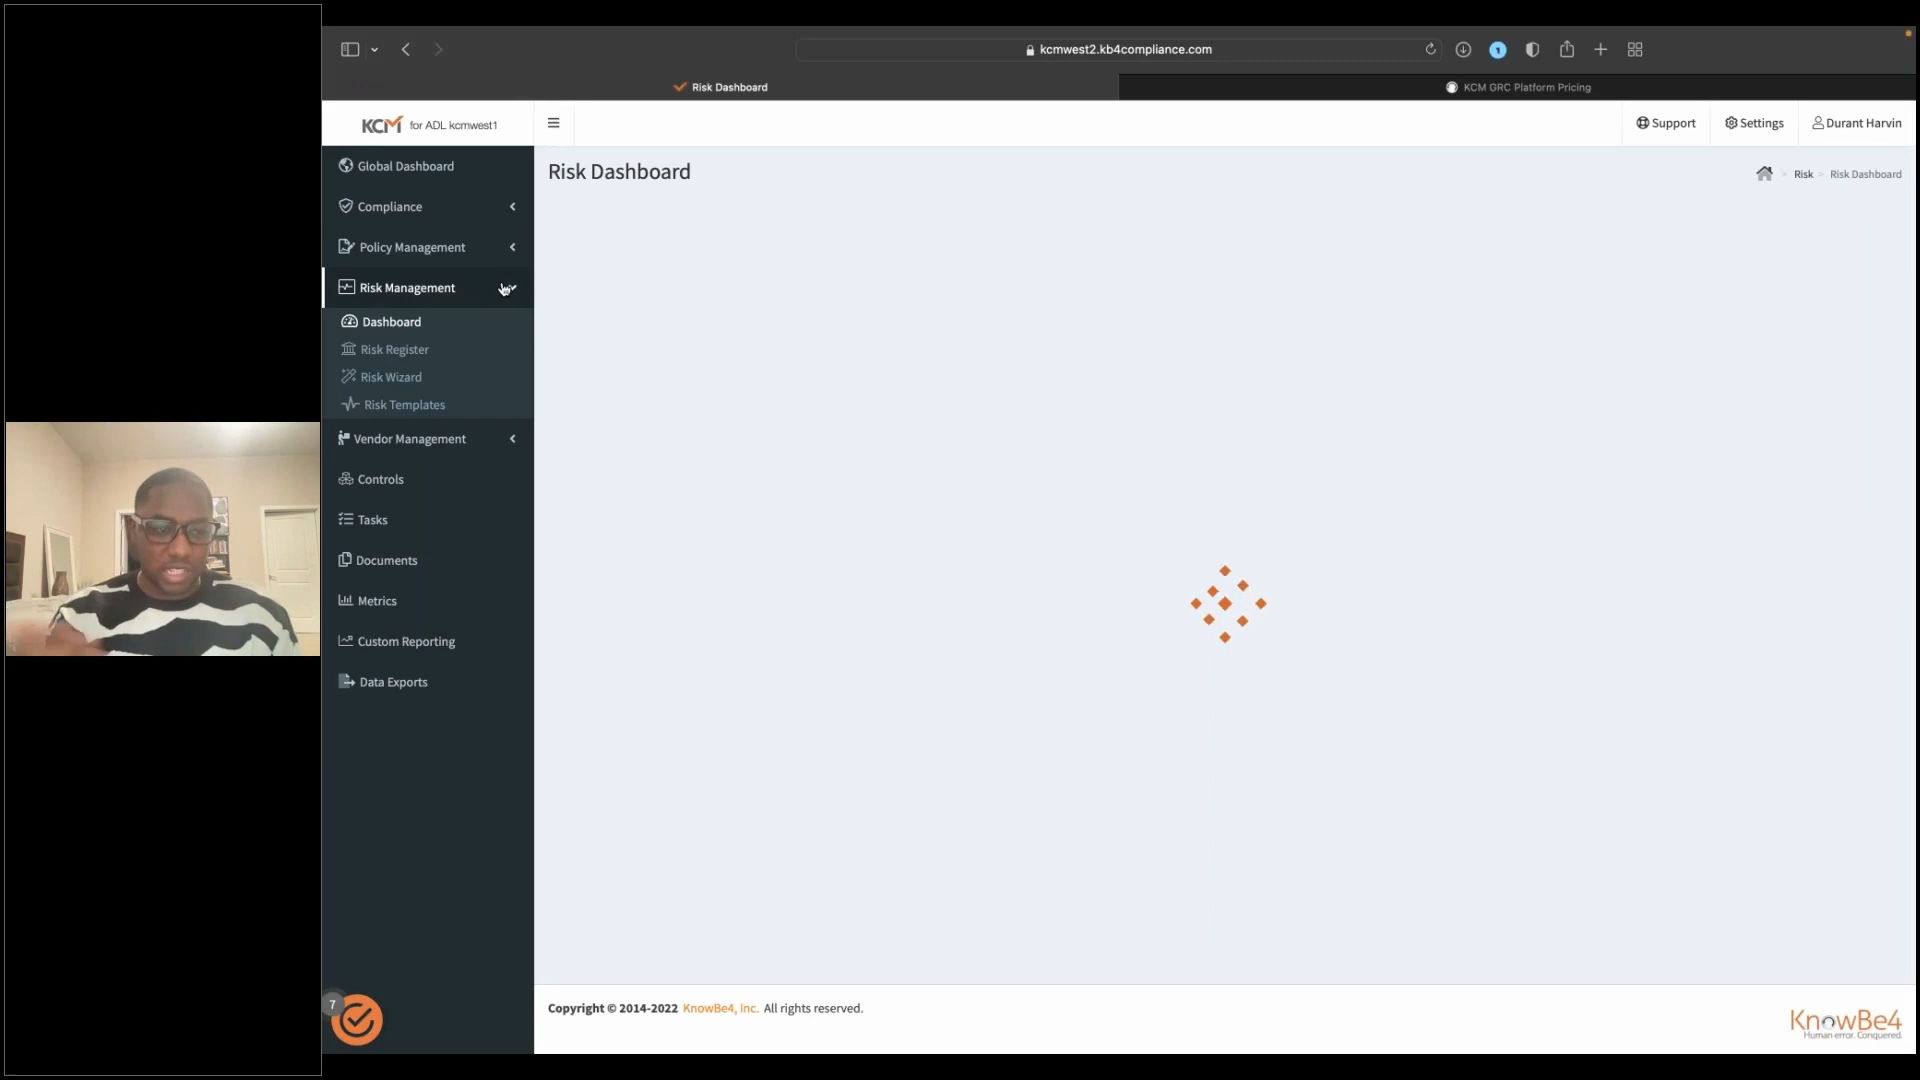 kcmwest2.kb4compliance.com
Risk Dashboard
KCM GRC Platform Pricing
KCM for ADL kcmwest1
Support
Settings
Durant Harvin
Global Dashboard
Compliance
Policy Management
Risk Management
Dashboard
Risk Register
Risk Wizard
Risk Templates
Vendor Management
Controls
Tasks
Documents
Metrics
Custom Reporting
Data Exports
7
Risk Dashboard
Risk > Risk Dashboard
Copyright © 2014-2022 KnowBe4, Inc. All rights reserved.
KnowBe4
Human error. Conquered.